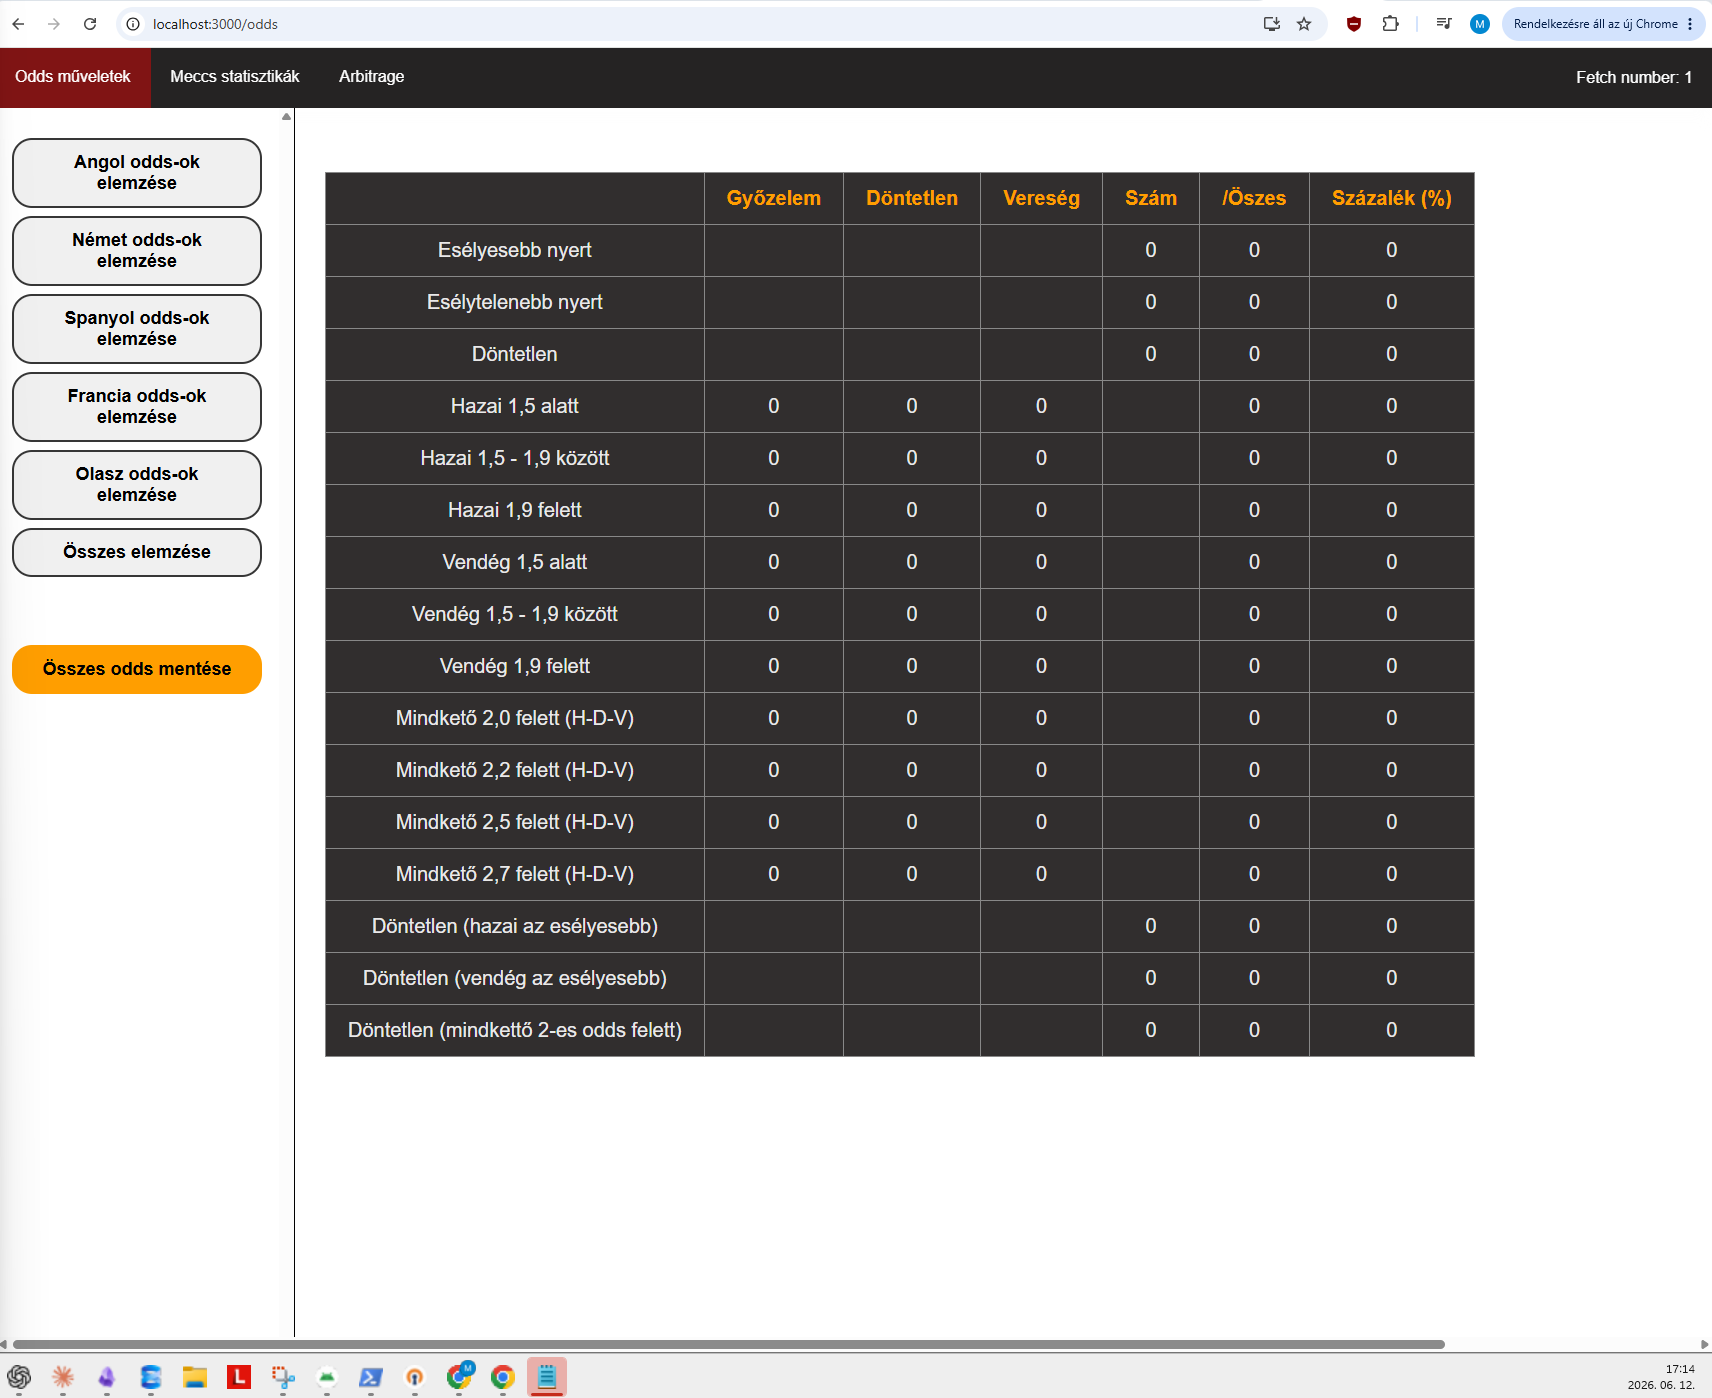 localhost:3000/odds
M
Rendelkezésre áll az új Chrome
Odds műveletek
Meccs statisztikák
Arbitrage
Fetch number: 1
Angol odds-ok
elemzése
Német odds-ok
elemzése
Spanyol odds-ok
elemzése
Francia odds-ok
elemzése
Olasz odds-ok
elemzése
Összes elemzése
Összes odds mentése
Győzelem Döntetlen Vereség Szám /Öszes Százalék (%)
Esélyesebb nyert 0 0 0
Esélytelenebb nyert 0 0 0
Döntetlen 0 0 0
Hazai 1,5 alatt 0 0 0 0 0
Hazai 1,5 - 1,9 között 0 0 0 0 0
Hazai 1,9 felett 0 0 0 0 0
Vendég 1,5 alatt 0 0 0 0 0
Vendég 1,5 - 1,9 között 0 0 0 0 0
Vendég 1,9 felett 0 0 0 0 0
Mindkető 2,0 felett (H-D-V) 0 0 0 0 0
Mindkető 2,2 felett (H-D-V) 0 0 0 0 0
Mindkető 2,5 felett (H-D-V) 0 0 0 0 0
Mindkető 2,7 felett (H-D-V) 0 0 0 0 0
Döntetlen (hazai az esélyesebb) 0 0 0
Döntetlen (vendég az esélyesebb) 0 0 0
Döntetlen (mindkettő 2-es odds felett) 0 0 0
L
M
17:14
2026. 06. 12.